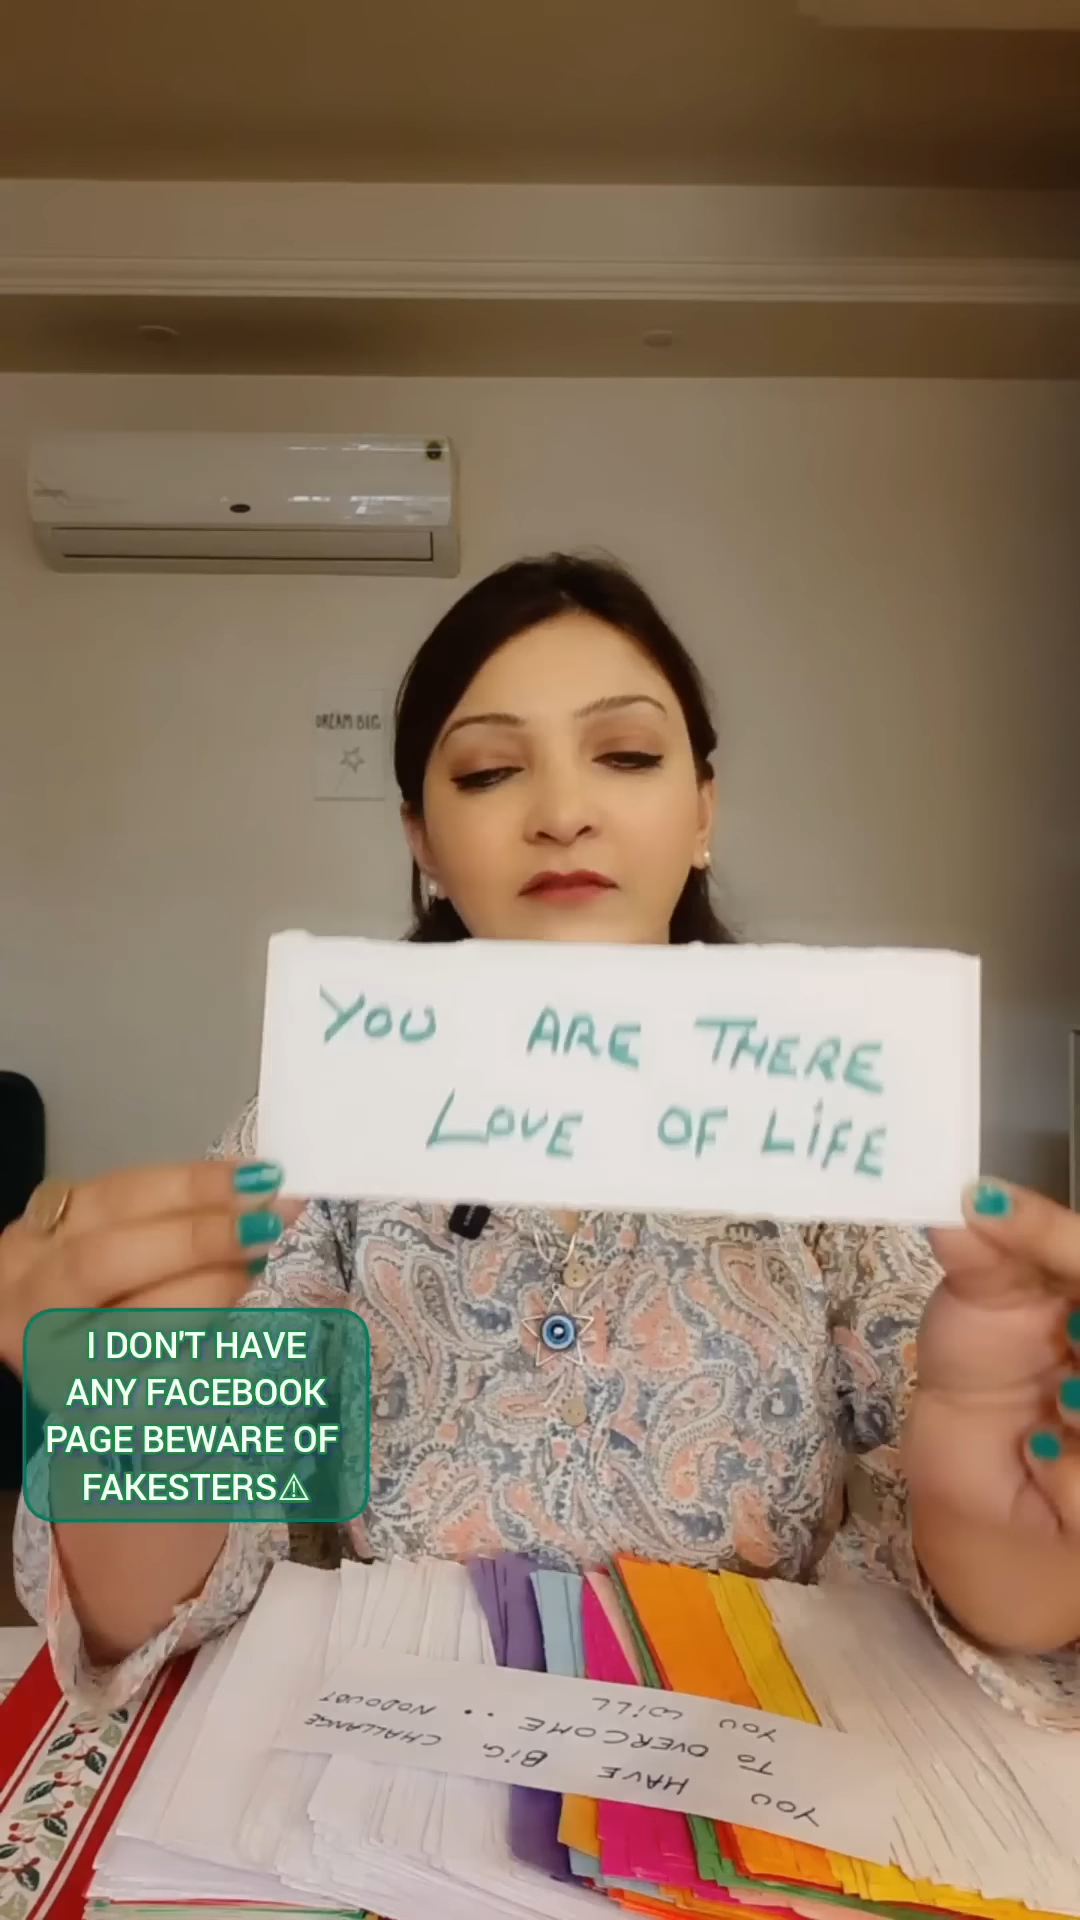 DREAM BIG
YOU ARE THERE
LOVE OF LIFE
I DON'T HAVE
ANY FACEBOOK
PAGE BEWARE OF
FAKESTERS⚠
YOU HAVE BIG CHALLANGE
TO OVERCOME .. NODOUBT
YOU WILL